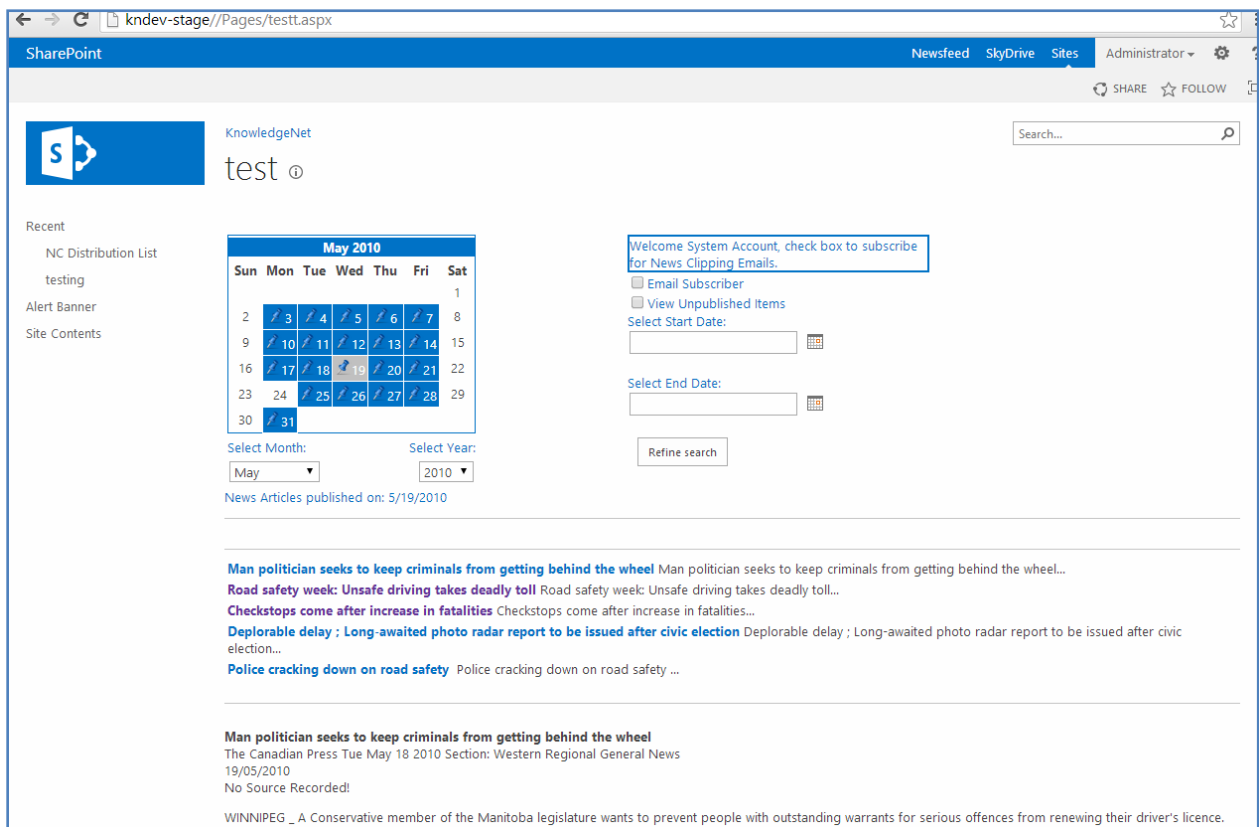 kndev-stage//Pages/testt.aspx
SharePoint
Newsfeed SkyDrive Sites Administrator
SHARE FOLLOW
S
KnowledgeNet
Search...
test
Recent
NC Distribution List
testing
Alert Banner
Site Contents
May 2010
Sun Mon Tue Wed Thu Fri Sat
1
2 3 4 5 6 7 8
9 10 11 12 13 14 15
16 17 18 19 20 21 22
23 24 25 26 27 28 29
30 31
Select Month: Select Year:
May 2010
News Articles published on: 5/19/2010
Welcome System Account, check box to subscribe
for News Clipping Emails.
Email Subscriber
View Unpublished Items
Select Start Date:
Select End Date:
Refine search
Man politician seeks to keep criminals from getting behind the wheel Man politician seeks to keep criminals from getting behind the wheel...
Road safety week: Unsafe driving takes deadly toll Road safety week: Unsafe driving takes deadly toll...
Checkstops come after increase in fatalities Checkstops come after increase in fatalities...
Deplorable delay ; Long-awaited photo radar report to be issued after civic election Deplorable delay ; Long-awaited photo radar report to be issued after civic
election...
Police cracking down on road safety Police cracking down on road safety ...
Man politician seeks to keep criminals from getting behind the wheel
The Canadian Press Tue May 18 2010 Section: Western Regional General News
19/05/2010
No Source Recorded!
WINNIPEG _ A Conservative member of the Manitoba legislature wants to prevent people with outstanding warrants for serious offences from renewing their driver's licence.